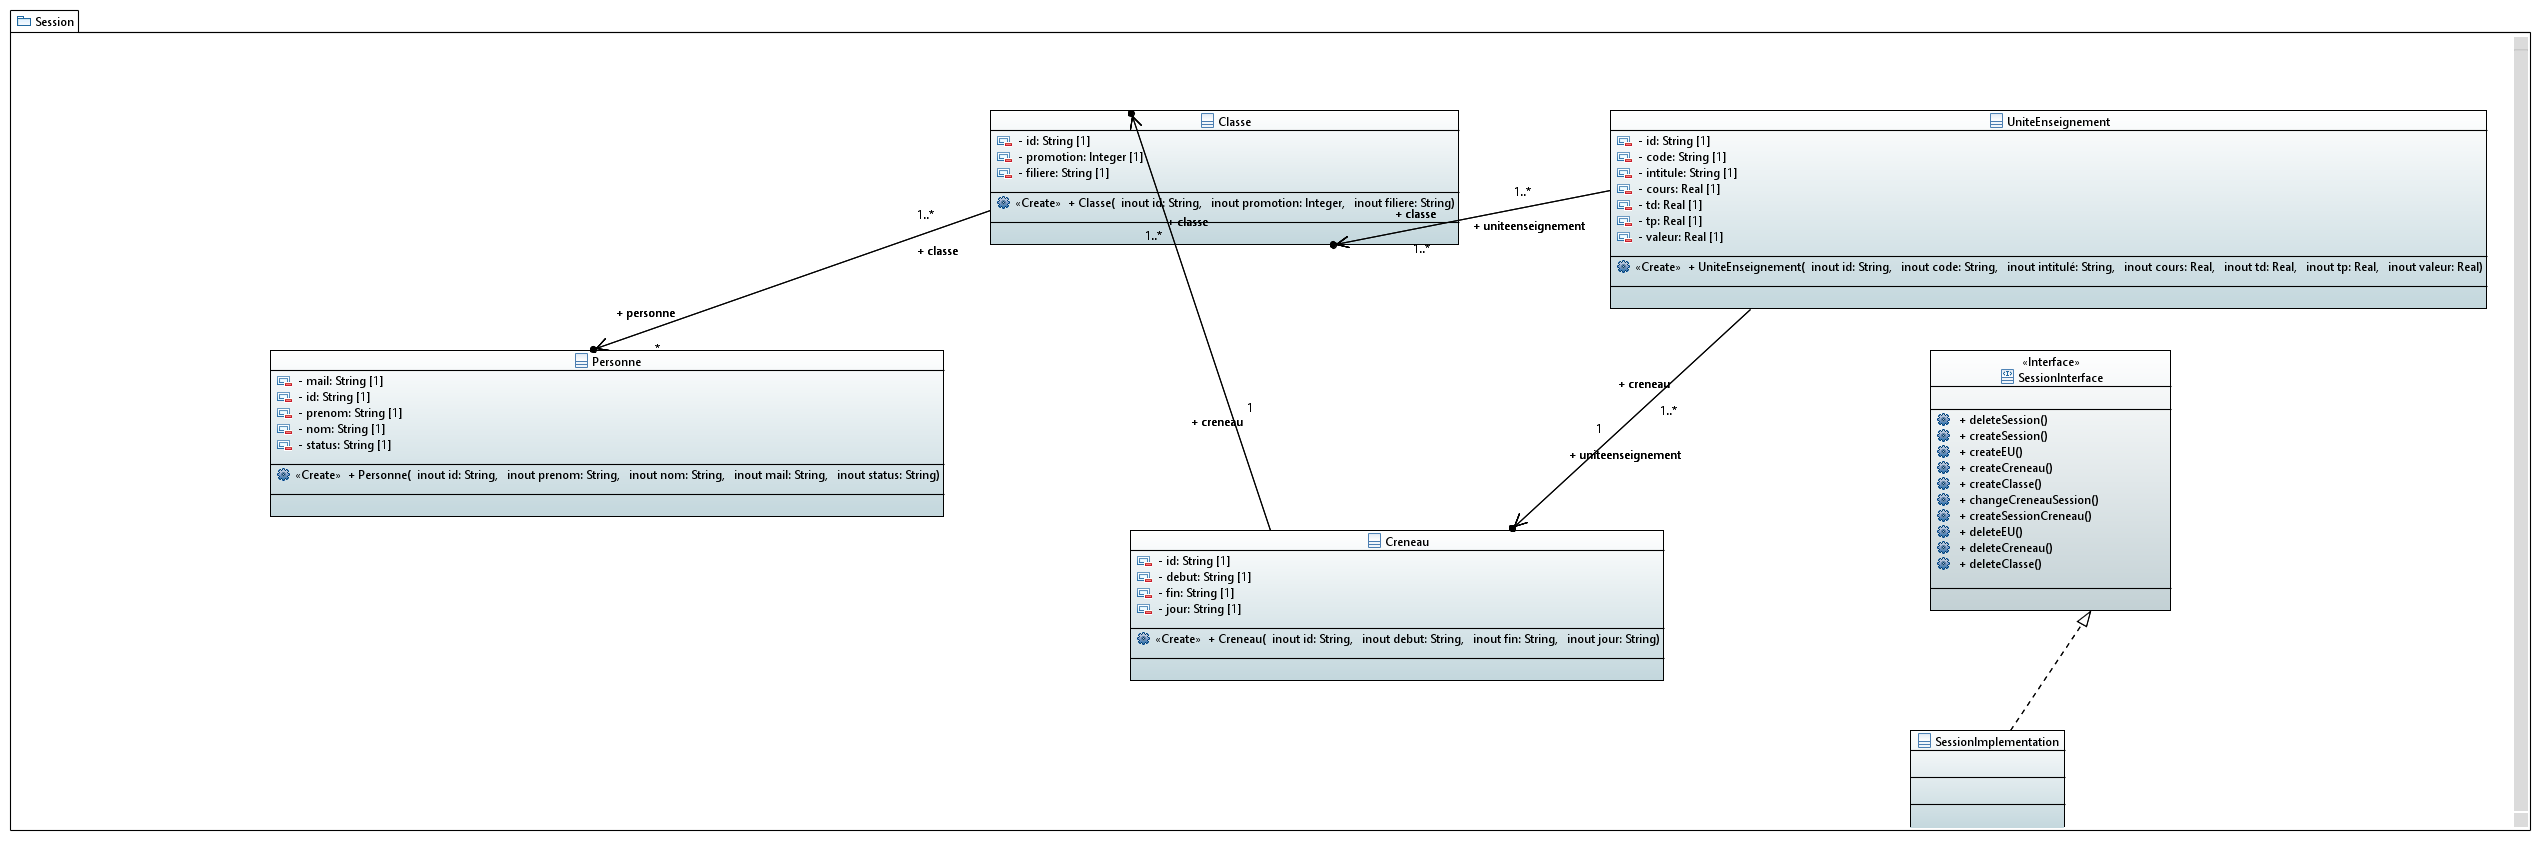 Session
Classe
- id: String [1]
- promotion: Integer [1]
- filiere: String [1]
«Create» + Classe( inout id: String, inout promotion: Integer, inout filiere: String)
UniteEnseignement
- id: String [1]
- code: String [1]
- intitule: String [1]
- cours: Real [1]
- td: Real [1]
- tp: Real [1]
- valeur: Real [1]
«Create» + UniteEnseignement( inout id: String, inout code: String, inout intitulé: String, inout cours: Real, inout td: Real, inout tp: Real, inout valeur: Real)
1..*
+ uniteenseignement
+ classe
1..*
+ classe
1..*
1..*
+ classe
+ personne
*
Personne
- mail: String [1]
- id: String [1]
- prenom: String [1]
- nom: String [1]
- status: String [1]
«Create» + Personne( inout id: String, inout prenom: String, inout nom: String, inout mail: String, inout status: String)
1
+ creneau
+ creneau
1..*
1
+ uniteenseignement
Creneau
- id: String [1]
- debut: String [1]
- fin: String [1]
- jour: String [1]
«Create» + Creneau( inout id: String, inout debut: String, inout fin: String, inout jour: String)
«Interface»
SessionInterface
+ deleteSession()
+ createSession()
+ createEU()
+ createCreneau()
+ createClasse()
+ changeCreneauSession()
+ createSessionCreneau()
+ deleteEU()
+ deleteCreneau()
+ deleteClasse()
SessionImplementation